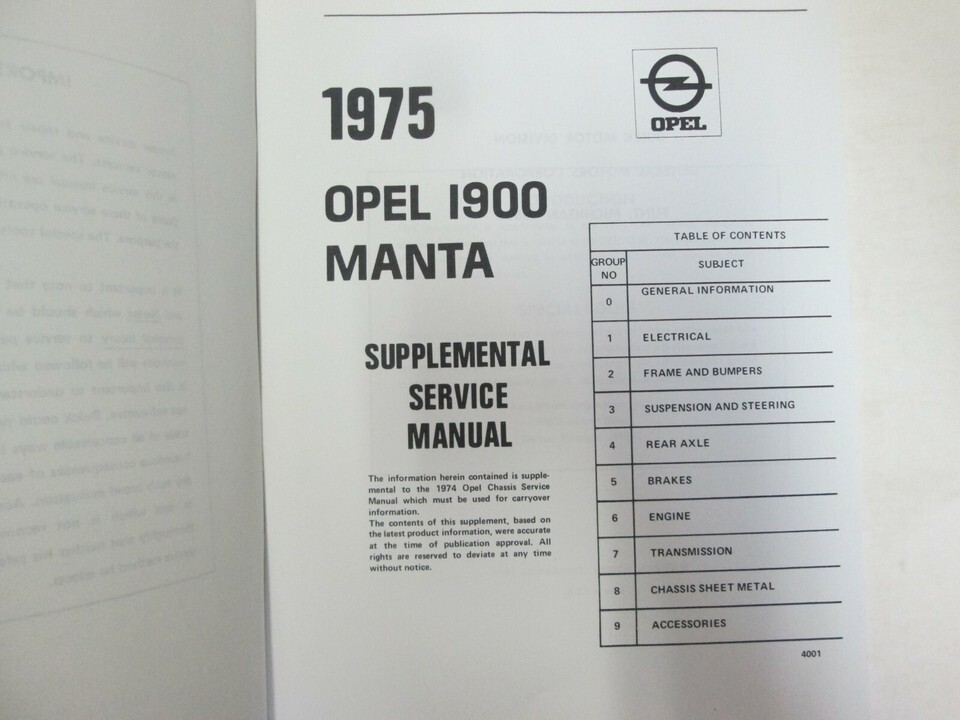 1975
OPEL
OPEL 1900
MANTA
SUPPLEMENTAL
SERVICE
MANUAL
The information herein contained is supple-
mental to the 1974 Opel Chassis Service
Manual which must be used for carryover
information.
The contents of this supplement, based on
the latest product information, were accurate
at the time of publication approval. All
rights are reserved to deviate at any time
without notice.
TABLE OF CONTENTS
GROUP NO SUBJECT
0 GENERAL INFORMATION
1 ELECTRICAL
2 FRAME AND BUMPERS
3 SUSPENSION AND STEERING
4 REAR AXLE
5 BRAKES
6 ENGINE
7 TRANSMISSION
8 CHASSIS SHEET METAL
9 ACCESSORIES
4001